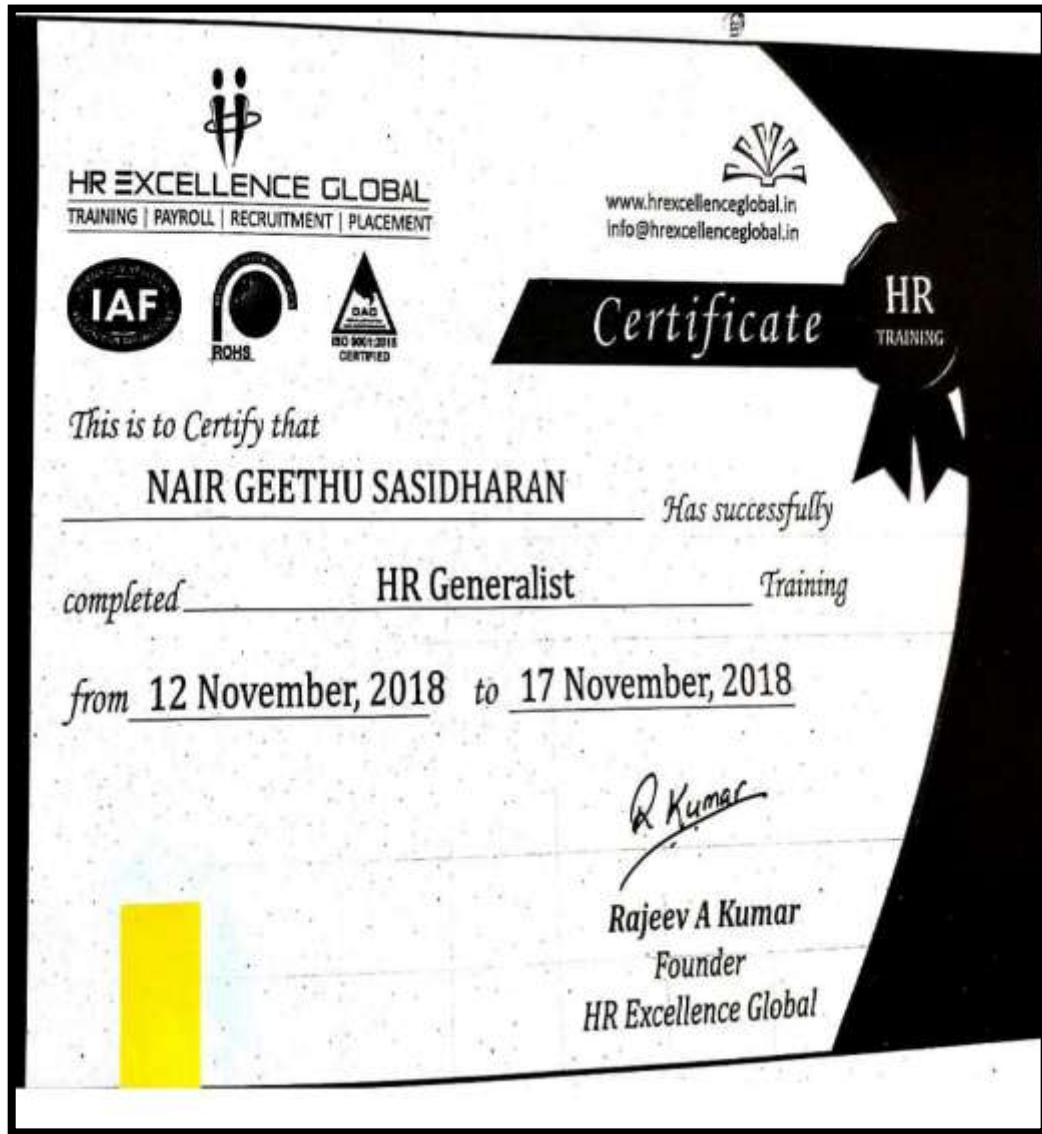 HR EXCELLENCE GLOBAL
TRAINING | PAYROLL | RECRUITMENT | PLACEMENT
www.hrexcellenceglobal.in
info@hrexcellenceglobal.in
IAF
ROHS
ISO 9001:2015
CERTIFIED
Certificate
HR
TRAINING
This is to Certify that
NAIR GEETHU SASIDHARAN Has successfully
completed HR Generalist Training
from 12 November, 2018 to 17 November, 2018
R Kumar
Rajeev A Kumar
Founder
HR Excellence Global